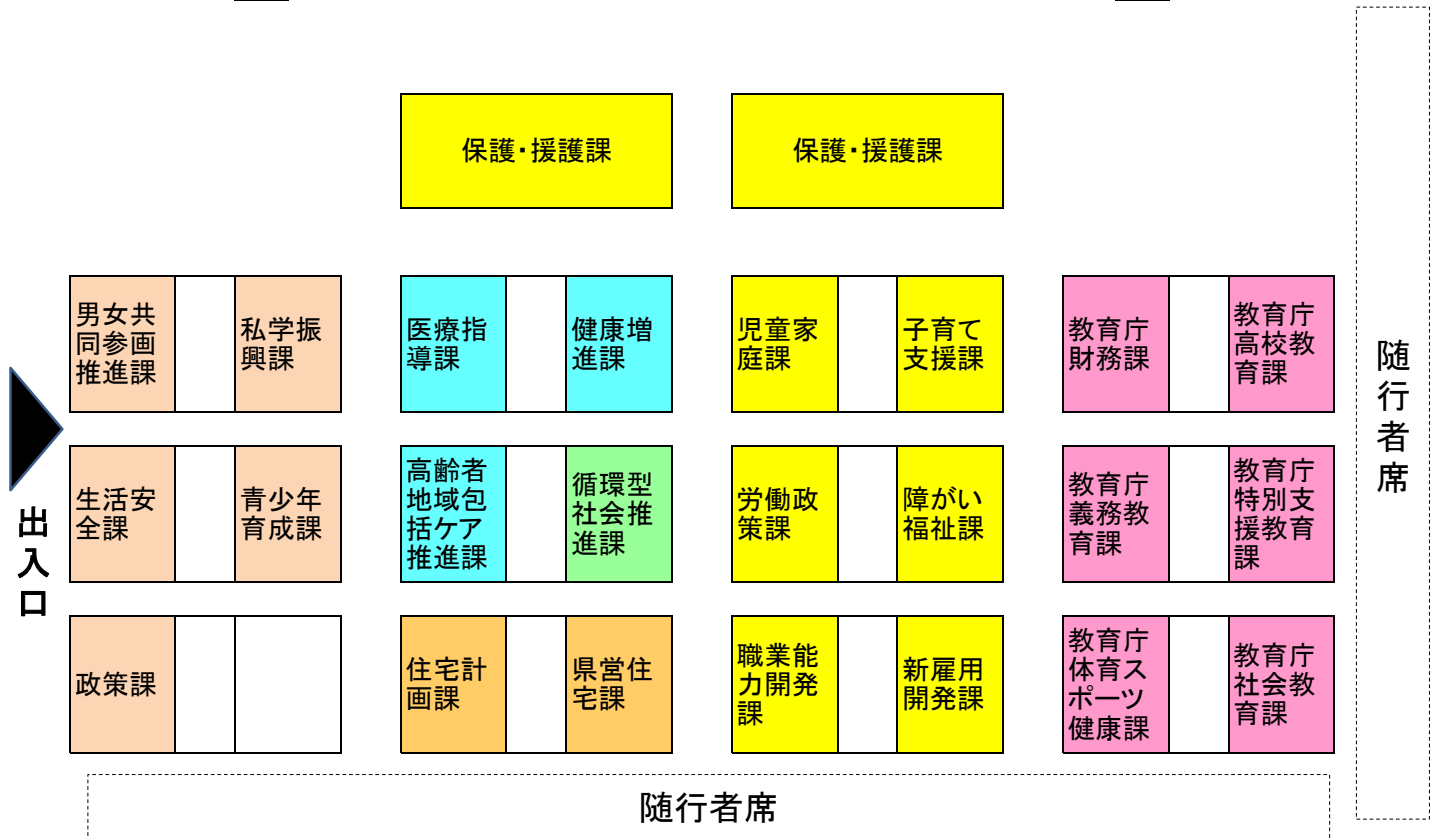 保護・援護課
保護・援護課
男女共
同参画
推進課
私学振
興課
医療指
導課
健康増
進課
児童家
庭課
子育て
支援課
教育庁
財務課
教育庁
高校教
育課
生活安
全課
青少年
育成課
高齢者
地域包
括ケア
推進課
循環型
社会推
進課
労働政
策課
障がい
福祉課
教育庁
義務教
育課
教育庁
特別支
援教育
課
政策課
住宅計
画課
県営住
宅課
職業能
力開発
課
新雇用
開発課
教育庁
体育ス
ポーツ
健康課
教育庁
社会教
育課
出入口
随行者席
随行者席